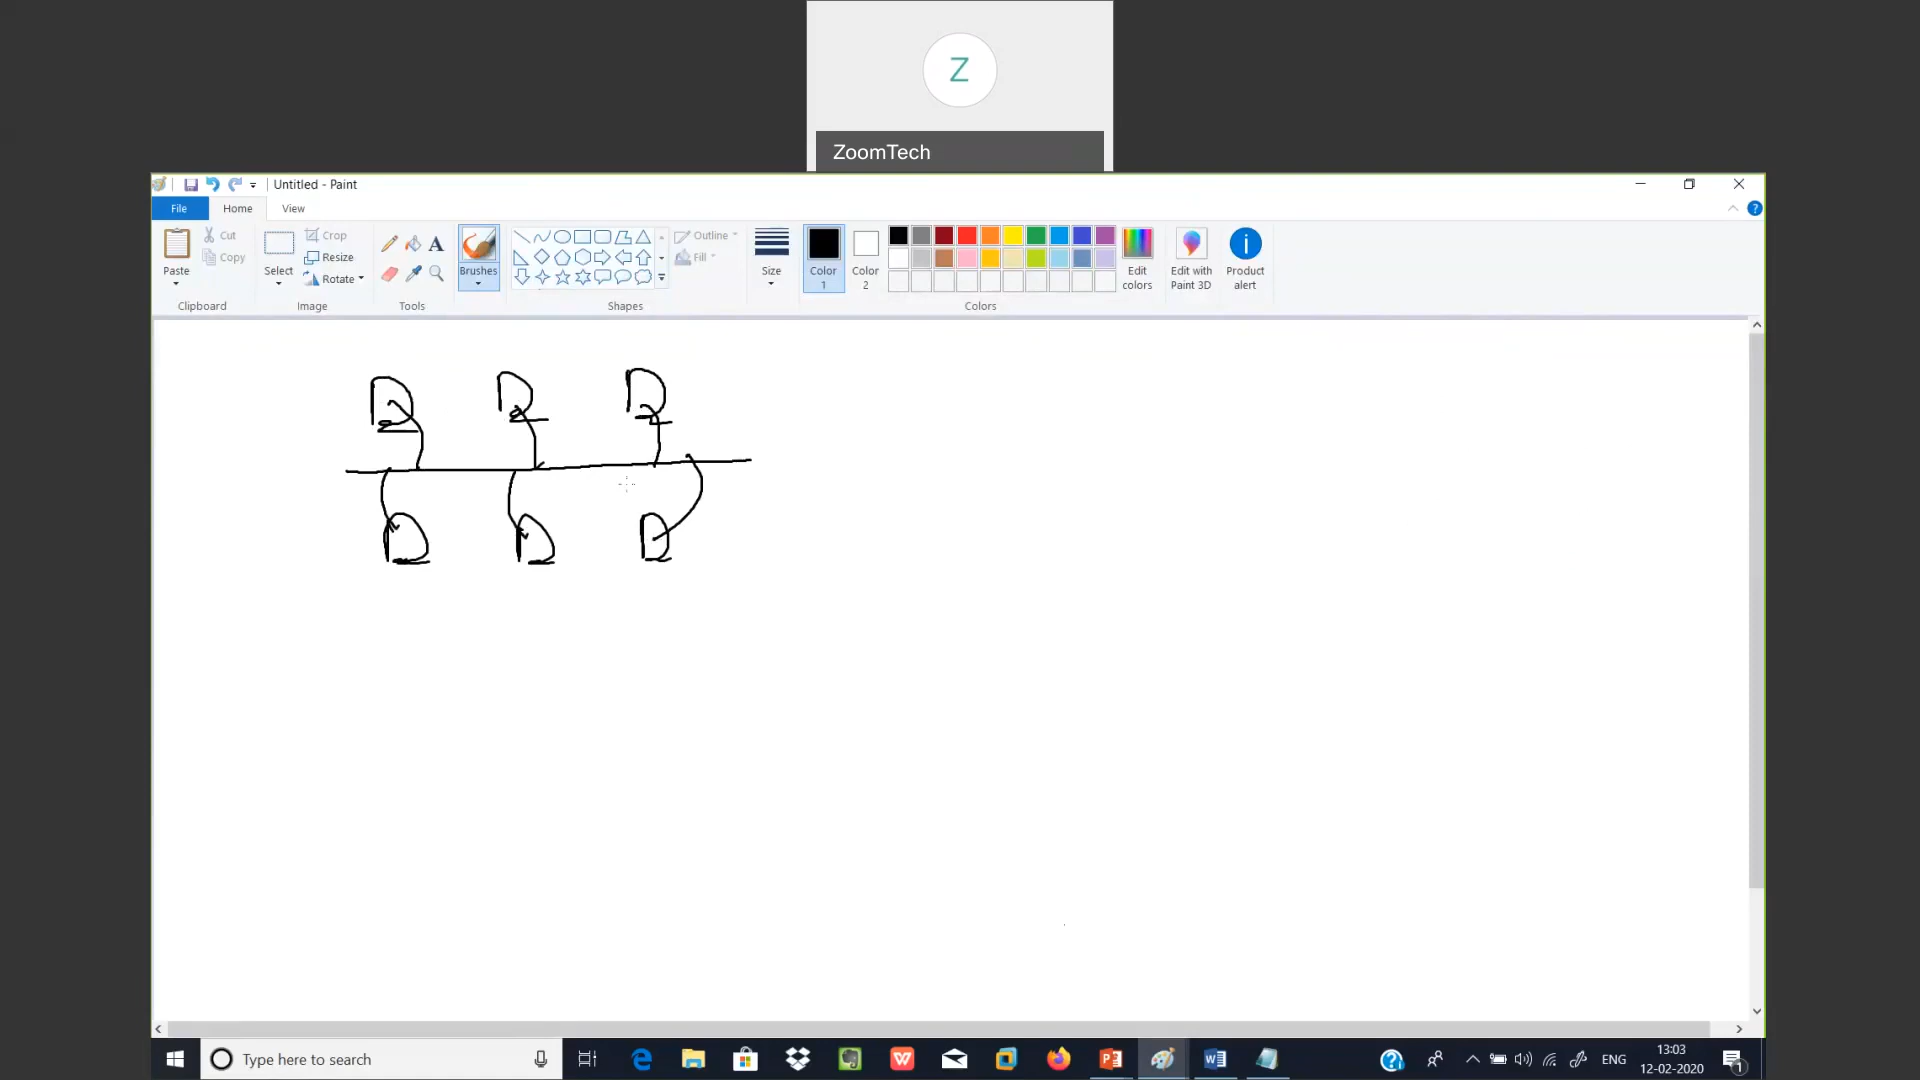 Z
ZoomTech
Untitled - Paint
File Home View
Paste Cut Copy Select Crop Resize Rotate A Brushes Outline Fill Size Color 1 Color 2 Edit colors Edit with Paint 3D Product alert
Clipboard Image Tools Shapes Colors
D D D
D D D
Type here to search ENG 13:03
12-02-2020